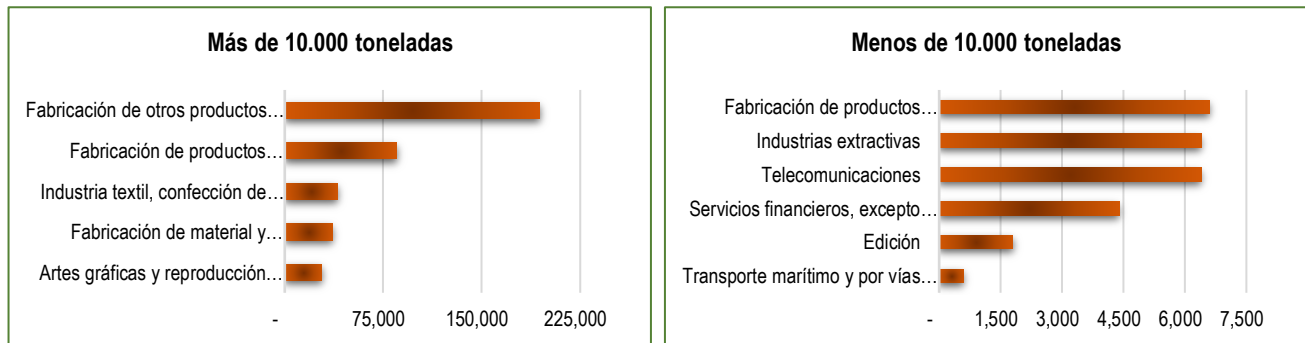 Más de 10.000 toneladas
Fabricación de otros productos...
Fabricación de productos...
Industria textil, confección de...
Fabricación de material y...
Artes gráficas y reproducción...
- 75,000 150,000 225,000
Menos de 10.000 toneladas
Fabricación de productos...
Industrias extractivas
Telecomunicaciones
Servicios financieros, excepto...
Edición
Transporte marítimo y por vías...
- 1,500 3,000 4,500 6,000 7,500